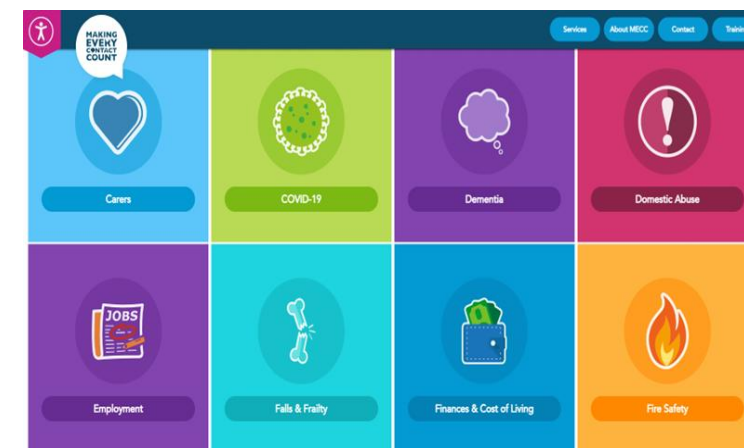 MAKING
EVERY
CONTACT
COUNT
Services About MECC Contact
Carers COVID-19 Dementia Domestic Abuse
JOBS
Employment Falls & Frailty Finances & Cost of Living Fire Safety